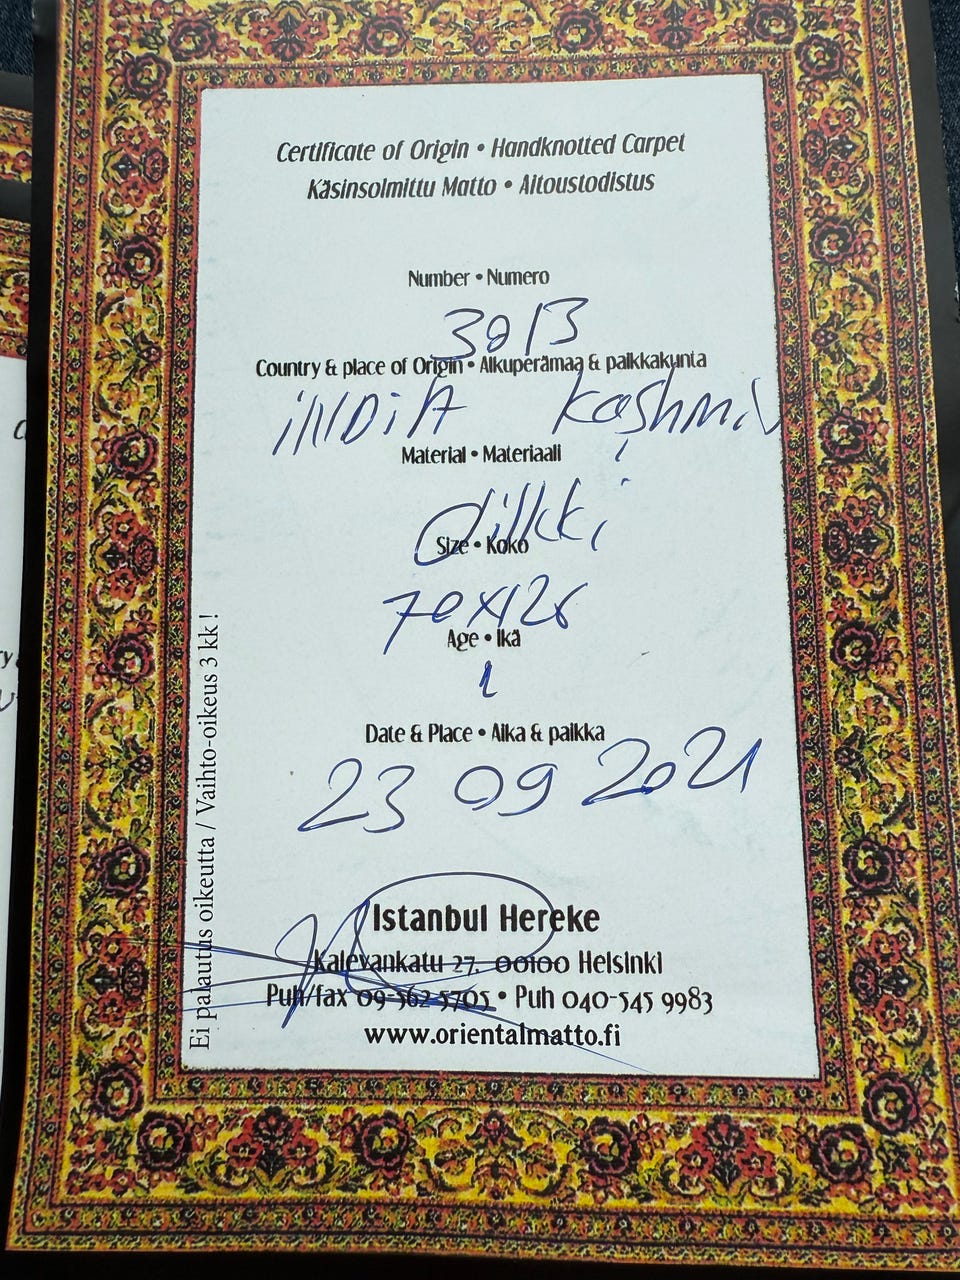 Certificate of Origin • Handknotted Carpet
Käsinsolmittu Matto • Aitoustodistus
Number • Numero
3013
Country & place of Origin • Alkuperämaa & paikkakunta
iNDiA Kashmir
Material • Materiaali
Size • Koko
70x126
Age • Ikä
1
Date & Place • Aika & paikka
23 09 2021
Istanbul Hereke
Kalevankatu 27, 00100 Helsinki
Puh/fax 09-562 5705 • Puh 040-545 9983
www.orientalmatto.fi
Ei palautus oikeutta / Vaihto-oikeus 3 kk !